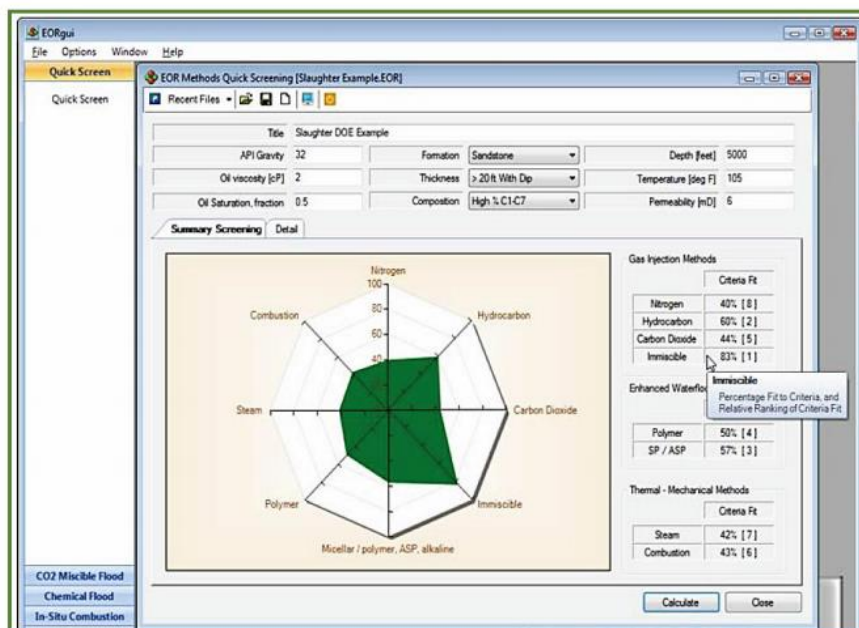 EORgui
File Options Window Help
Quick Screen
Quick Screen
EOR Methods Quick Screening [Slaughter Example.EOR]
Recent Files
Title Slaughter DOE Example
API Gravity 32 Formation Sandstone Depth [feet] 5000
Oil viscosity [cP] 2 Thickness > 20 ft With Dip Temperature [deg F] 105
Oil Saturation, fraction 0.5 Compostion High % C1-C7 Permeability [mD] 6
Summary Screening Detail
Nitrogen
100
80
60
40
20
Combustion
Hydrocarbon
Steam
Carbon Dioxide
Polymer
Immiscible
Micellar / polymer, ASP, alkaline
Gas Injection Methods
Criteria Fit
Nitrogen 40% [ 8 ]
Hydrocarbon 60% [ 2 ]
Carbon Dioxide 44% [ 5 ]
Immiscible 83% [ 1 ]
Immiscible
Percentage Fit to Criteria, and
Relative Ranking of Criteria Fit
Enhanced Waterfloo
Polymer 50% [ 4 ]
SP / ASP 57% [ 3 ]
Thermal - Mechanical Methods
Criteria Fit
Steam 42% [ 7 ]
Combustion 43% [ 6 ]
CO2 Miscible Flood
Chemical Flood
In-Situ Combustion
Calculate Close